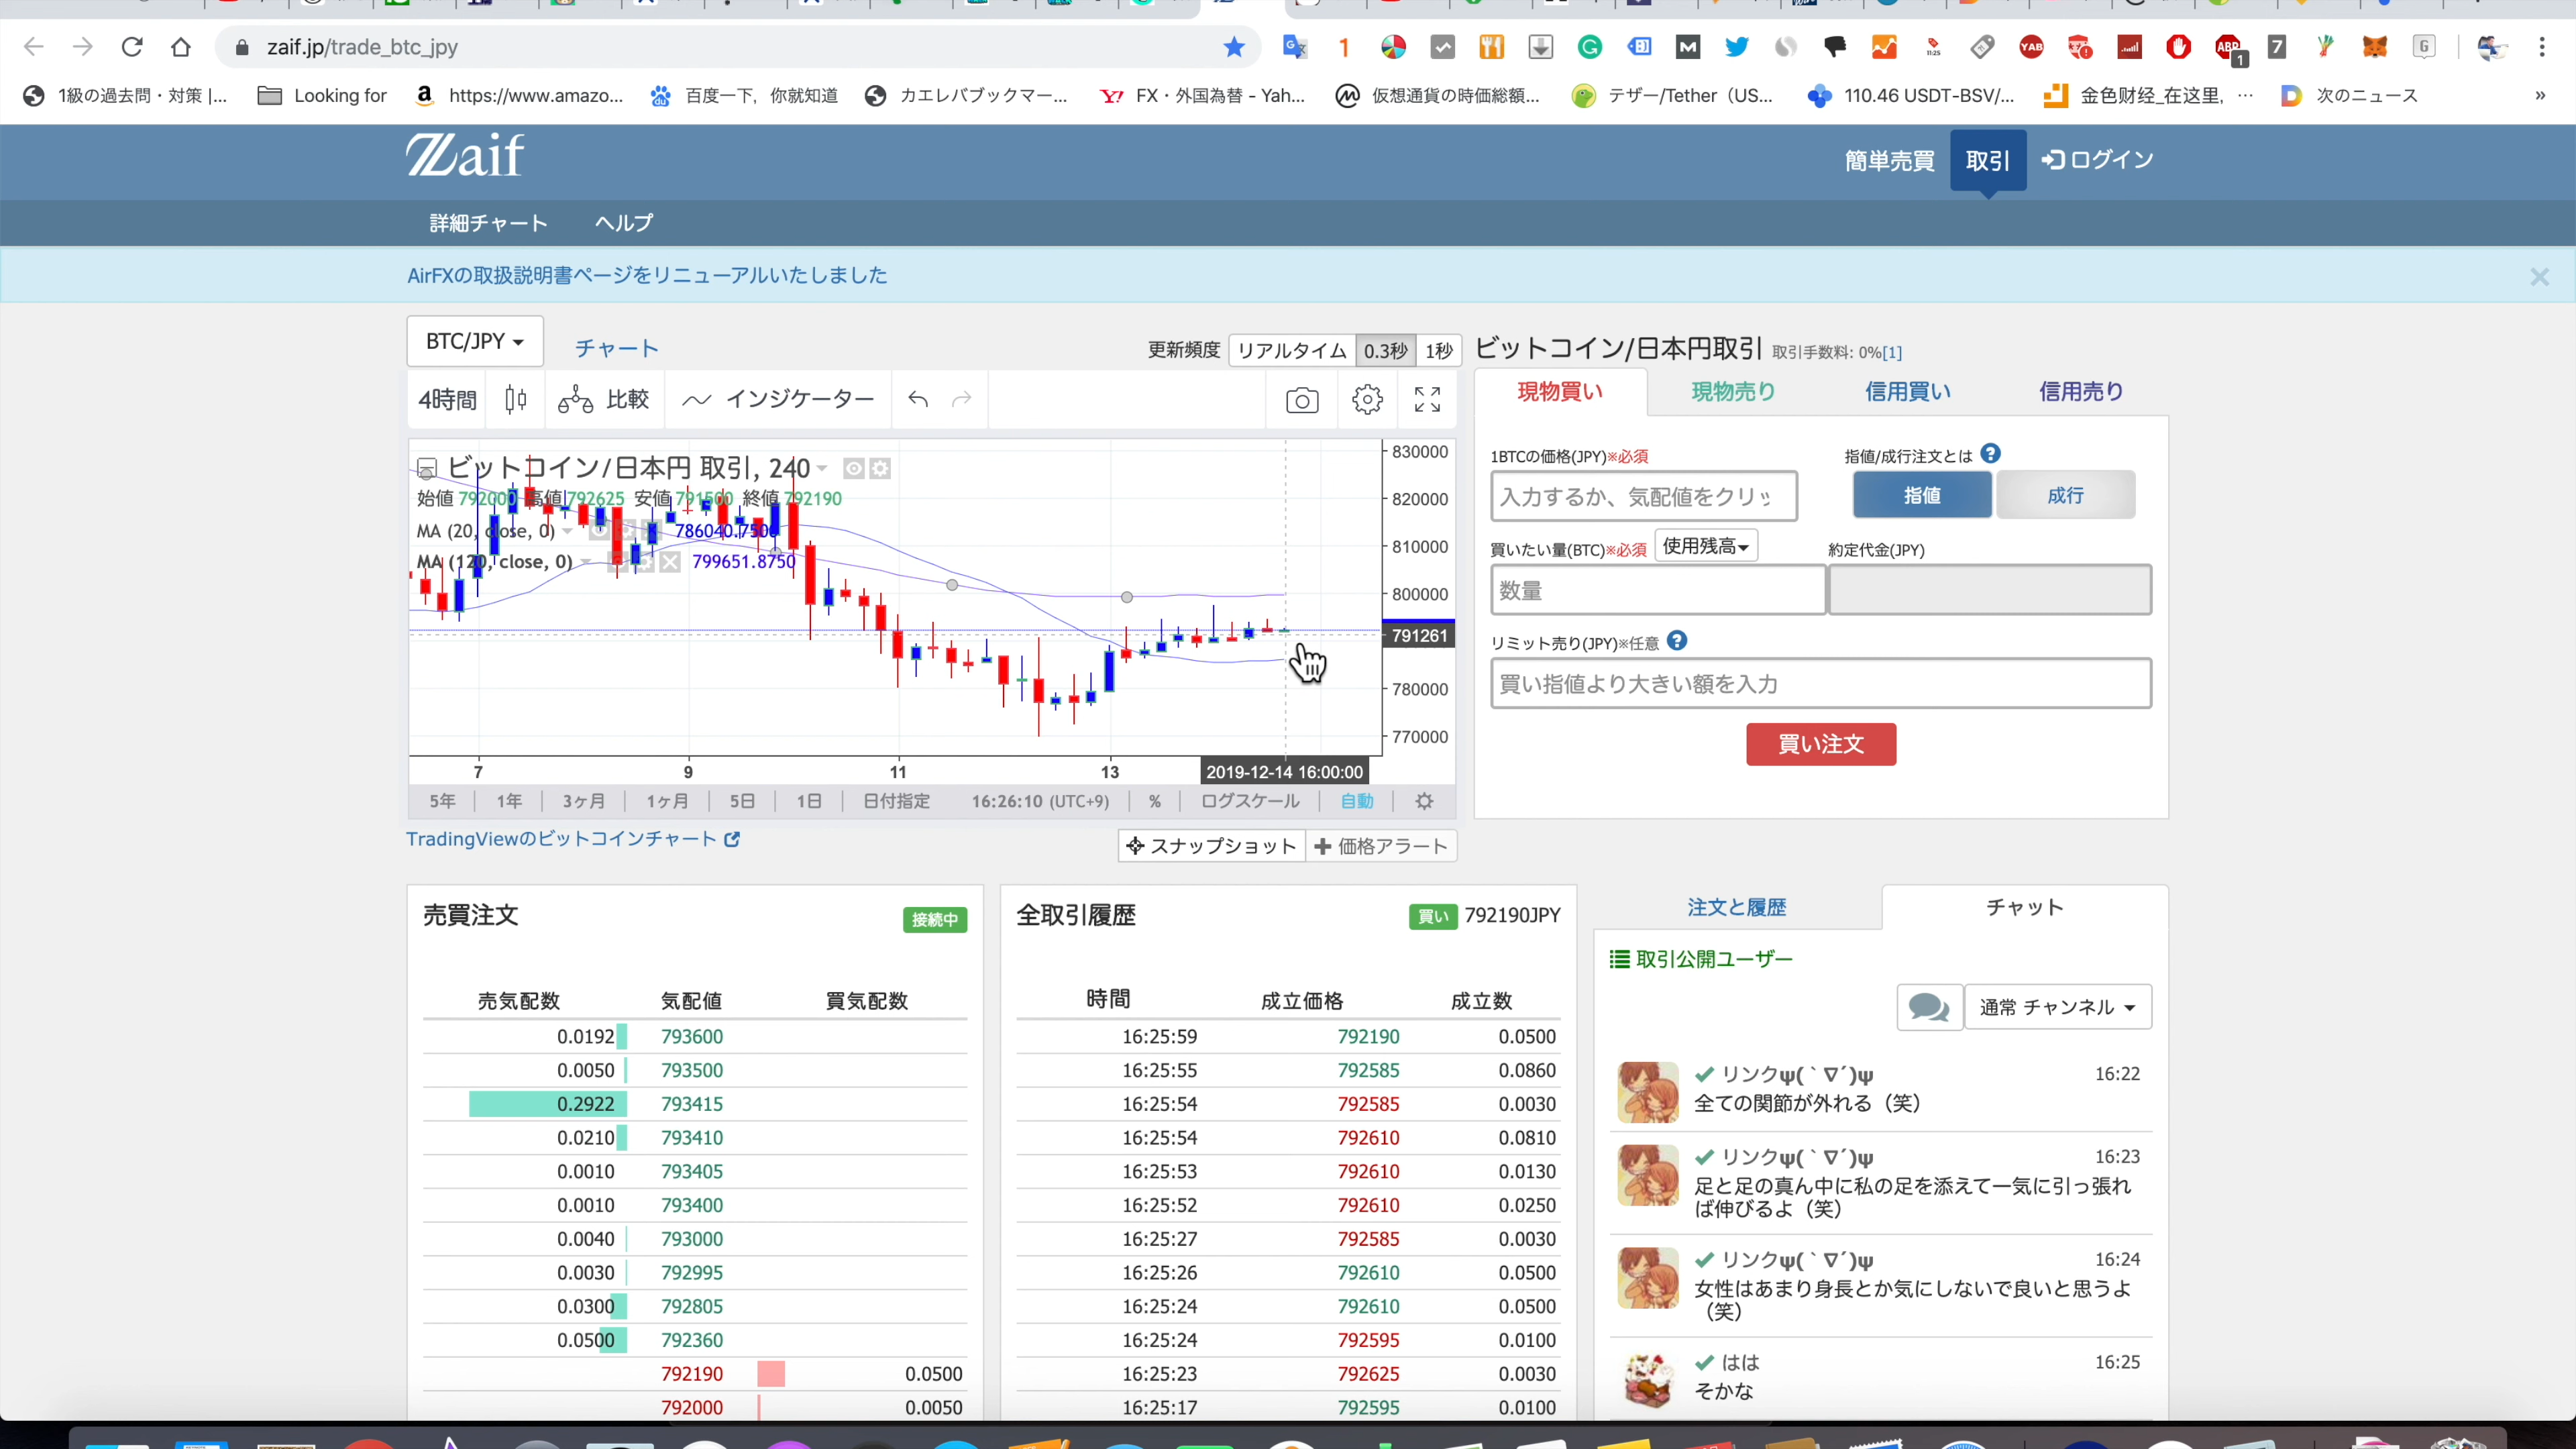 zaif.jp/trade_btc_jpy
1級の過去問・対策 |...
Looking for
https://www.amazo...
百度一下，你就知道
カエレバブックマー...
FX・外国為替 - Yah...
仮想通貨の時価総額...
テザー/Tether（US...
110.46 USDT-BSV/...
金色财经_在这里，…
次のニュース
»
Zaif
簡単売買
取引
ログイン
詳細チャート
ヘルプ
AirFXの取扱説明書ページをリニューアルいたしました
BTC/JPY
チャート
更新頻度
リアルタイム
0.3秒
1秒
4時間
比較
インジケーター
ビットコイン/日本円 取引, 240
始値 792000 高値 792625 安値 791500 終値 792190
MA (20, close, 0)
786040.7500
MA (120, close, 0)
799651.8750
830000
820000
810000
800000
791261
780000
770000
7
9
11
13
2019-12-14 16:00:00
5年
1年
3ヶ月
1ヶ月
5日
1日
日付指定
16:26:10 (UTC+9)
%
ログスケール
自動
TradingViewのビットコインチャート
スナップショット
価格アラート
ビットコイン/日本円取引 取引手数料: 0%[1]
現物買い
現物売り
信用買い
信用売り
1BTCの価格(JPY)※必須
指値/成行注文とは
入力するか、気配値をクリッ
指値
成行
買いたい量(BTC)※必須
使用残高
約定代金(JPY)
数量
リミット売り(JPY)※任意
買い指値より大きい額を入力
買い注文
売買注文
接続中
売気配数 気配値 買気配数
0.0192 793600
0.0050 793500
0.2922 793415
0.0210 793410
0.0010 793405
0.0010 793400
0.0040 793000
0.0030 792995
0.0300 792805
0.0500 792360
792190 0.0500
792000 0.0050
全取引履歴
買い 792190JPY
時間 成立価格 成立数
16:25:59 792190 0.0500
16:25:55 792585 0.0860
16:25:54 792585 0.0030
16:25:54 792610 0.0810
16:25:53 792610 0.0130
16:25:52 792610 0.0250
16:25:27 792585 0.0030
16:25:26 792610 0.0500
16:25:24 792610 0.0500
16:25:24 792595 0.0100
16:25:23 792625 0.0030
16:25:17 792595 0.0100
注文と履歴
チャット
取引公開ユーザー
通常 チャンネル
リンクψ(｀∇´)ψ 16:22
全ての関節が外れる（笑）
リンクψ(｀∇´)ψ 16:23
足と足の真ん中に私の足を添えて一気に引っ張れ
ば伸びるよ（笑）
リンクψ(｀∇´)ψ 16:24
女性はあまり身長とか気にしないで良いと思うよ
（笑）
はは 16:25
そかな